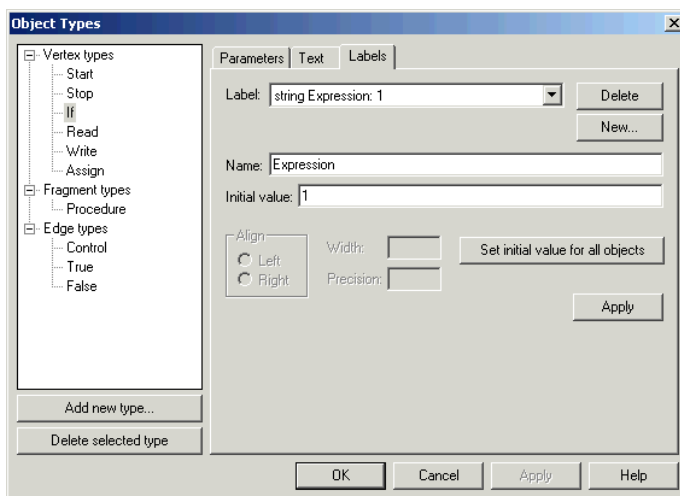 Object Types
Vertex types
Start
Stop
If
Read
Write
Assign
Fragment types
Procedure
Edge types
Control
True
False
Add new type...
Delete selected type
Parameters Text Labels
Label: string Expression: 1 Delete
New...
Name: Expression
Initial value: 1
Align
Left
Right
Width:
Precision:
Set initial value for all objects
Apply
OK Cancel Apply Help